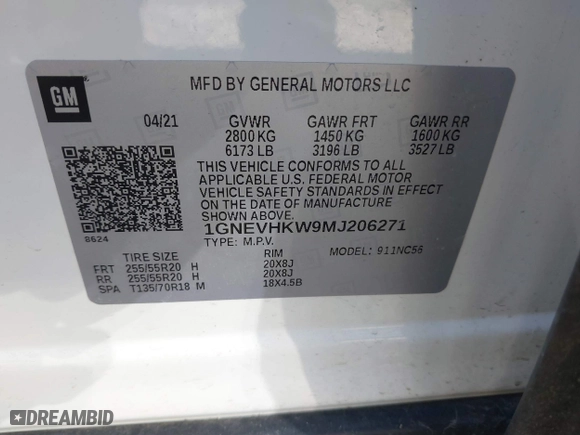 GM
MFD BY GENERAL MOTORS LLC
04/21 GVWR GAWR FRT GAWR RR
2800 KG 1450 KG 1600 KG
6173 LB 3196 LB 3527 LB
THIS VEHICLE CONFORMS TO ALL
APPLICABLE U.S. FEDERAL MOTOR
VEHICLE SAFETY STANDARDS IN EFFECT
ON THE DATE OF MANUFACTURE
SHOWN ABOVE.
1GNEVHKW9MJ206271
8624
TYPE: M.P.V. MODEL: 911NC56
TIRE SIZE RIM
FRT 255/55R20 H 20X8J
RR 255/55R20 H 20X8J
SPA T135/70R18 M 18X4.5B
DREAMBID